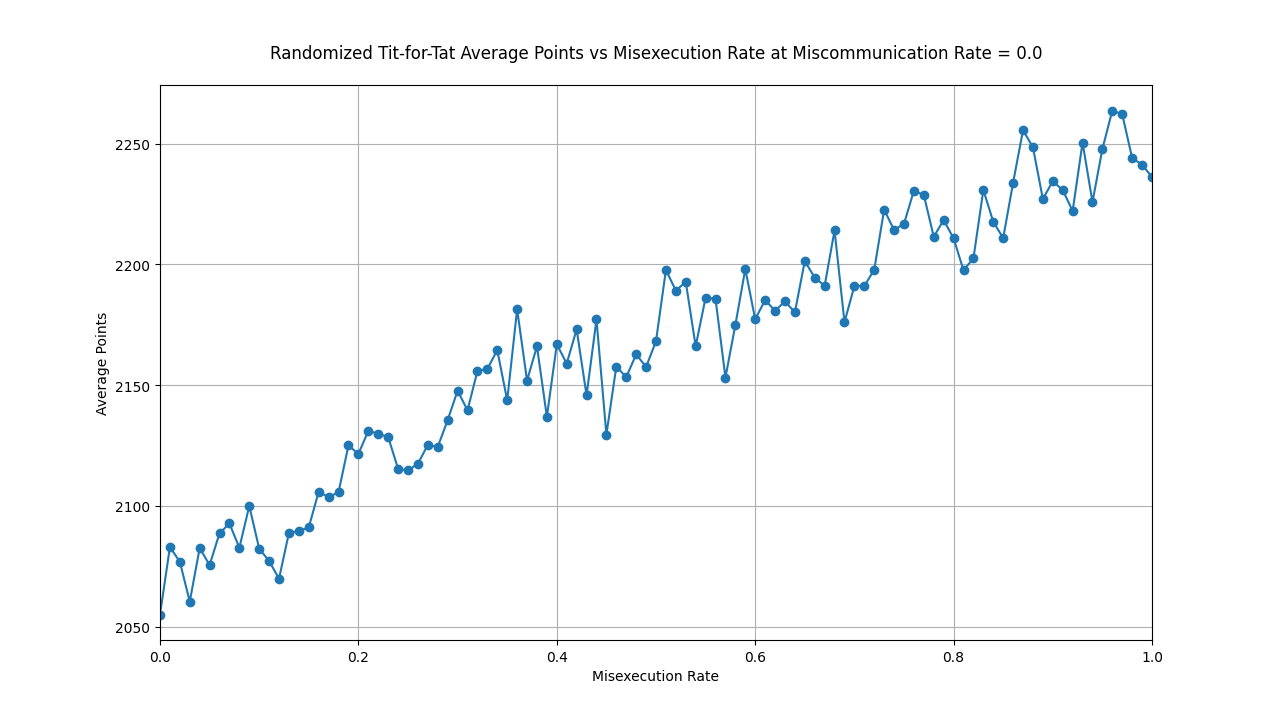 Randomized Tit-for-Tat Average Points vs Misexecution Rate at Miscommunication Rate = 0.0
Average Points
2250
2200
2150
2100
2050
0.0 0.2 0.4 0.6 0.8 1.0
Misexecution Rate